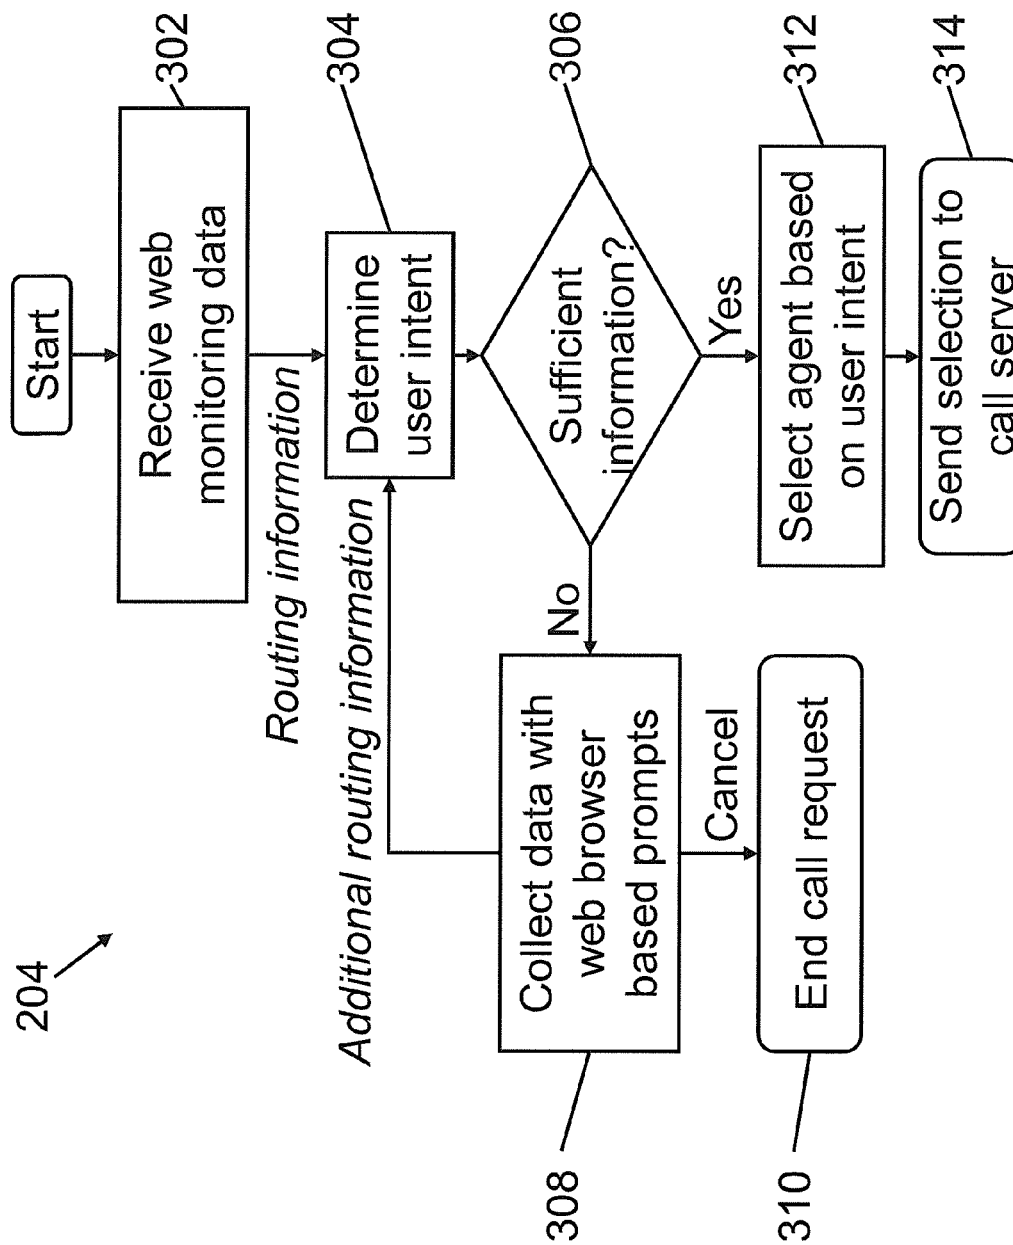 204
Start
Receive web
monitoring data
302
Routing information
Determine
user intent
304
Additional routing information
Sufficient
information?
306
No
Yes
Collect data with
web browser
based prompts
308
Cancel
End call request
310
Select agent based
on user intent
312
Send selection to
call server
314